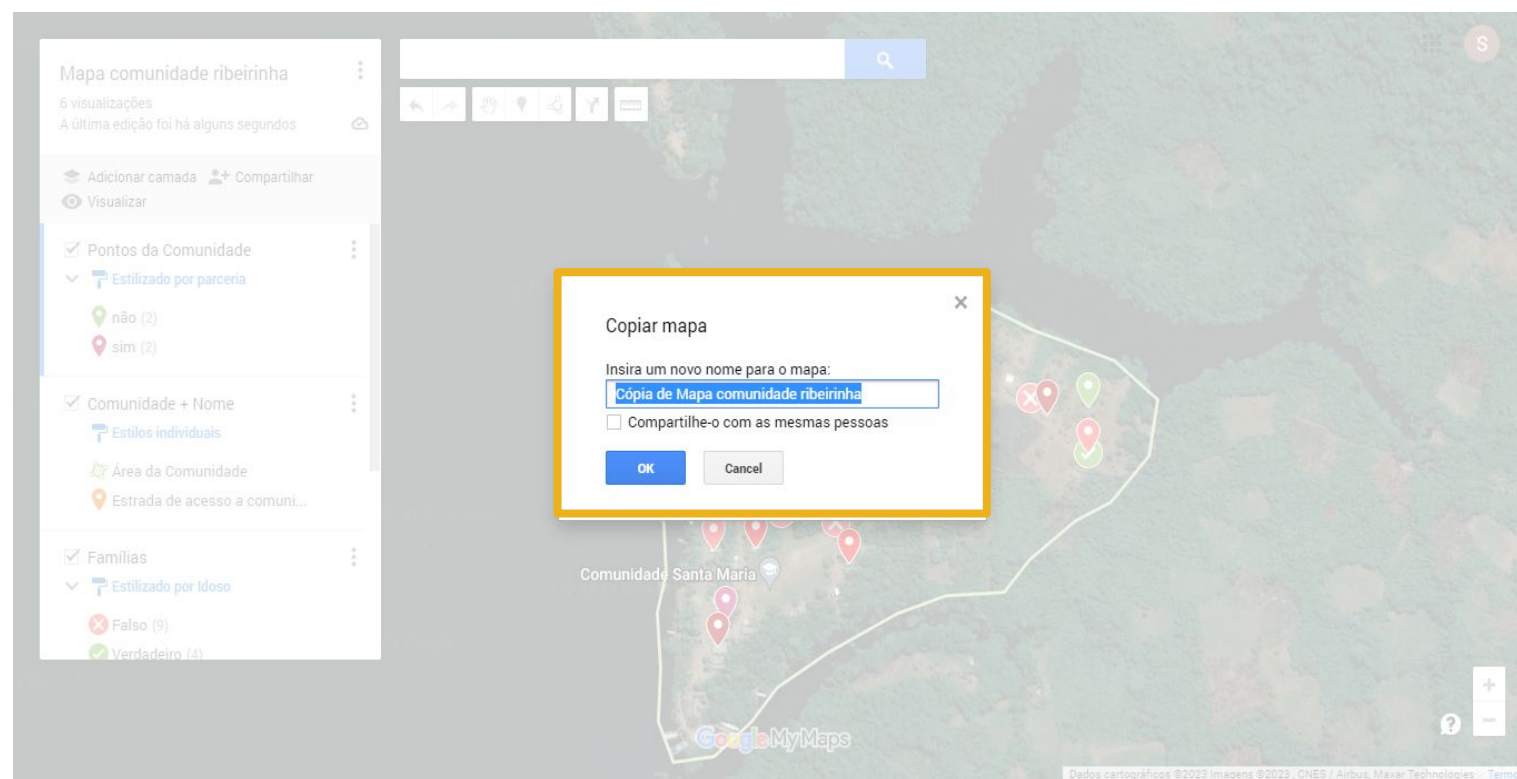 Mapa comunidade ribeirinha
6 visualizações
A última edição foi há alguns segundos
Adicionar camada
Compartilhar
Visualizar
Pontos da Comunidade
Estilizado por parceria
não (2)
sim (2)
Comunidade + Nome
Estilos individuais
Área da Comunidade
Estrada de acesso a comuni...
Famílias
Estilizado por Idoso
Falso (9)
Verdadeiro (4)
S
Copiar mapa
Insira um novo nome para o mapa:
Cópia de Mapa comunidade ribeirinha
Compartilhe-o com as mesmas pessoas
OK
Cancel
Comunidade Santa Maria
Google My Maps
Dados cartográficos ©2023 Imagens ©2023 , CNES / Airbus, Maxar Technologies